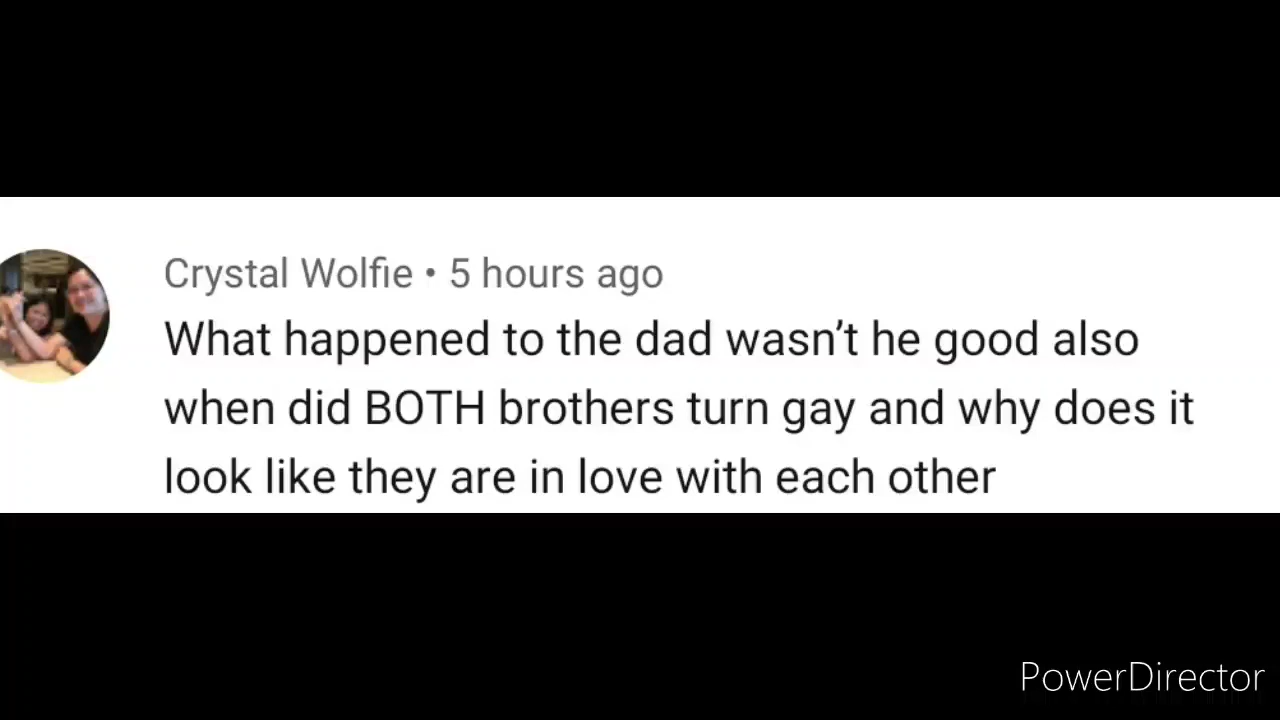 Crystal Wolfie • 5 hours ago
What happened to the dad wasn’t he good also
when did BOTH brothers turn gay and why does it
look like they are in love with each other
PowerDirector